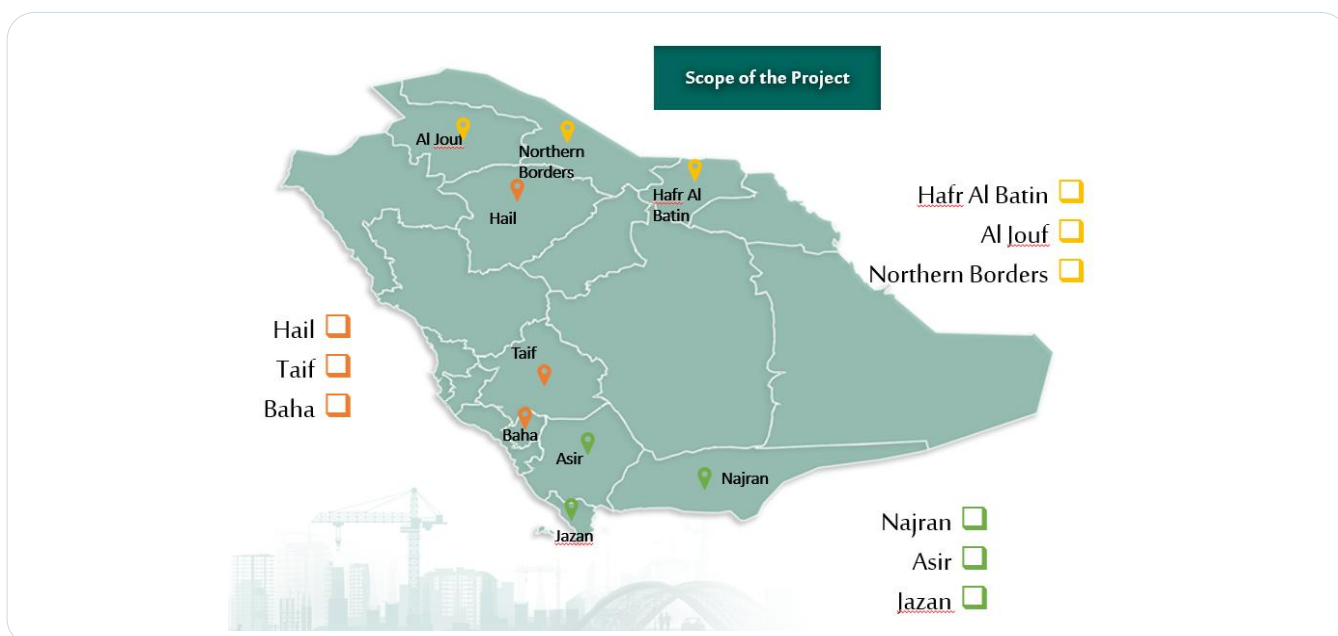 Scope of the Project
Al Jouf
Northern
Borders
Hafr Al
Batin
Hail
Taif
Baha
Asir
Najran
Jazan
Hafr Al Batin
Al Jouf
Northern Borders
Hail
Taif
Baha
Najran
Asir
Jazan